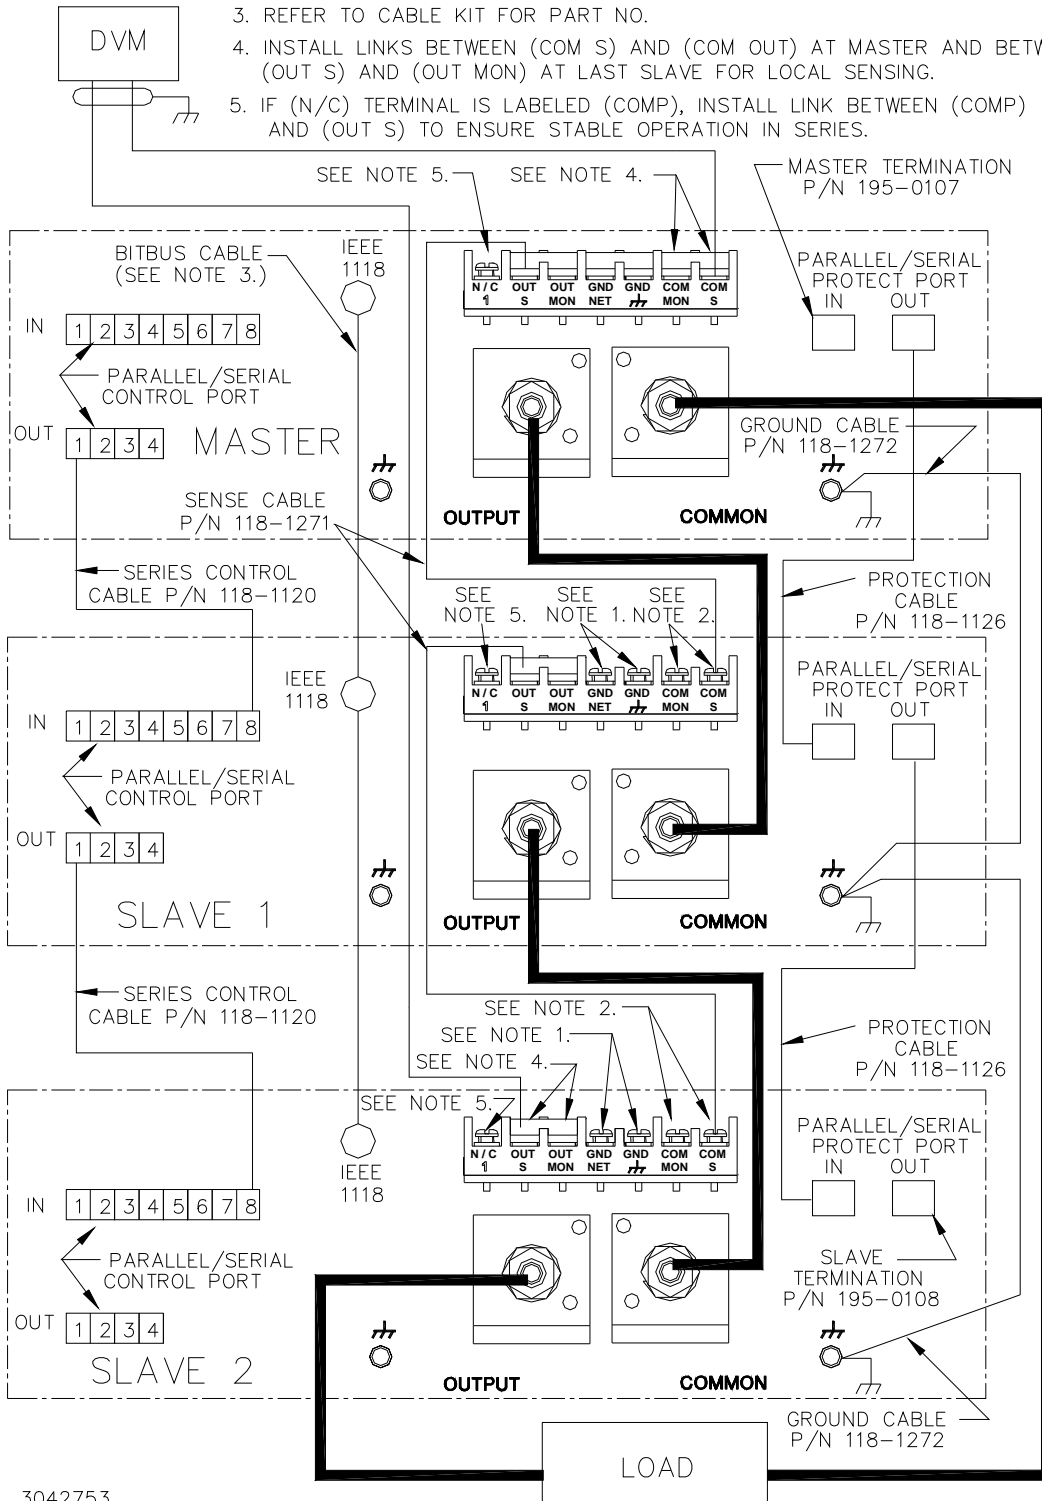 3. REFER TO CABLE KIT FOR PART NO.
DVM
4. INSTALL LINKS BETWEEN (COM S) AND (COM OUT) AT MASTER AND
(OUT S) AND (OUT MON) AT LAST SLAVE FOR LOCAL SENSING.
5. IF (N/C) TERMINAL IS LABELED (COMP), INSTALL LINK BETWEEN (COMP)
AND (OUT S) TO ENSURE STABLE OPERATION IN SERIES.
SEE NOTE 5.
SEE NOTE 4.
MASTER TERMINATION
P/N 195-0107
BITBUS CABLE
(SEE NOTE 3.)
IEEE
1118
N/C OUT OUT GND GND COM COM
1 S MON NET MON S
PARALLEL/SERIAL
PROTECT PORT
IN OUT
IN 1 2 3 4 5 6 7 8
PARALLEL/SERIAL
CONTROL PORT
OUT 1 2 3 4
MASTER
GROUND CABLE
P/N 118-1272
SENSE CABLE
P/N 118-1271
OUTPUT
COMMON
SERIES CONTROL
CABLE P/N 118-1120
SEE
NOTE 5.
SEE
NOTE 1.
SEE
NOTE 2.
PROTECTION
CABLE
P/N 118-1126
IEEE
1118
N/C OUT OUT GND GND COM COM
1 S MON NET MON S
PARALLEL/SERIAL
PROTECT PORT
IN OUT
IN 1 2 3 4 5 6 7 8
PARALLEL/SERIAL
CONTROL PORT
OUT 1 2 3 4
SLAVE 1
OUTPUT
COMMON
SERIES CONTROL
CABLE P/N 118-1120
SEE NOTE 2.
SEE NOTE 1.
SEE NOTE 4.
SEE NOTE 5.
PROTECTION
CABLE
P/N 118-1126
N/C OUT OUT GND GND COM COM
1 S MON NET MON S
PARALLEL/SERIAL
PROTECT PORT
IN OUT
IEEE
1118
IN 1 2 3 4 5 6 7 8
PARALLEL/SERIAL
CONTROL PORT
OUT 1 2 3 4
SLAVE 2
SLAVE
TERMINATION
P/N 195-0108
OUTPUT
COMMON
GROUND CABLE
P/N 118-1272
LOAD
3042753